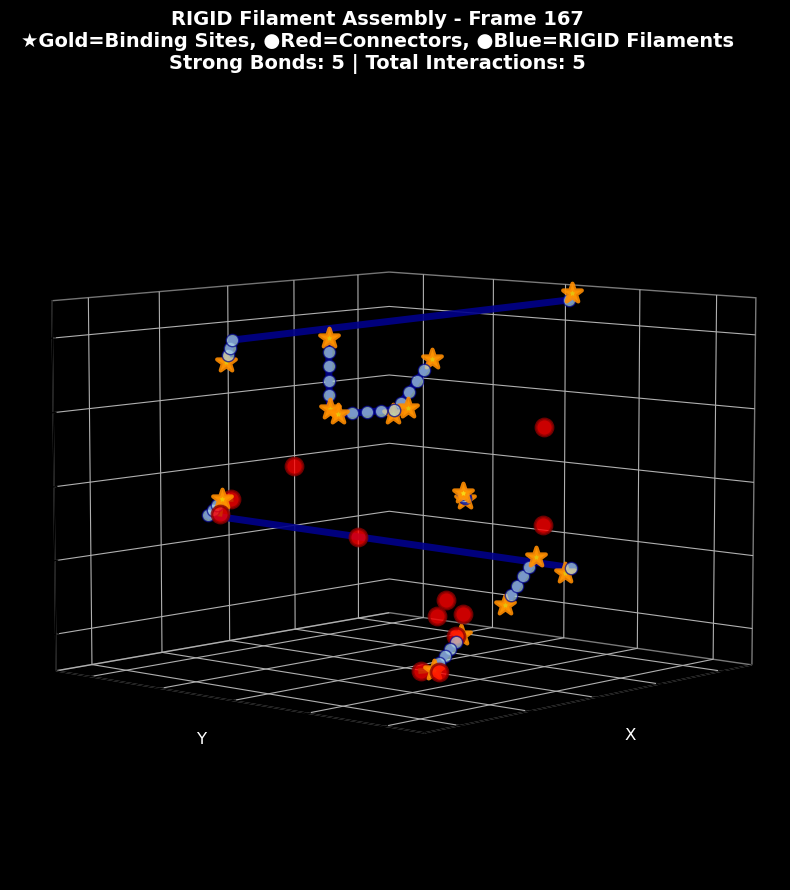 RIGID Filament Assembly - Frame 167
★Gold=Binding Sites, ●Red=Connectors, ●Blue=RIGID Filaments
Strong Bonds: 5 | Total Interactions: 5
Y
X